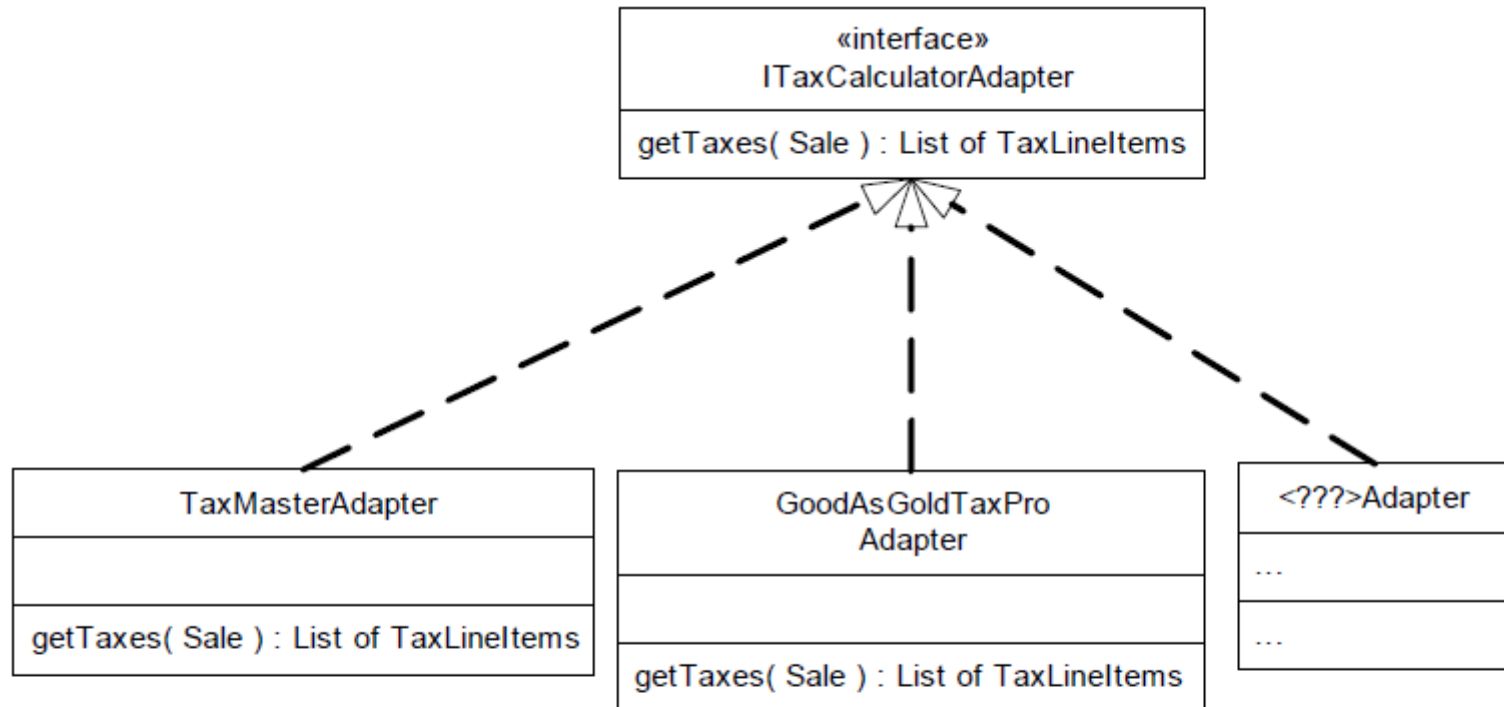 «interface»
ITaxCalculatorAdapter
getTaxes( Sale ) : List of TaxLineItems
TaxMasterAdapter
getTaxes( Sale ) : List of TaxLineItems
GoodAsGoldTaxPro
Adapter
getTaxes( Sale ) : List of TaxLineItems
<???>Adapter
...
...